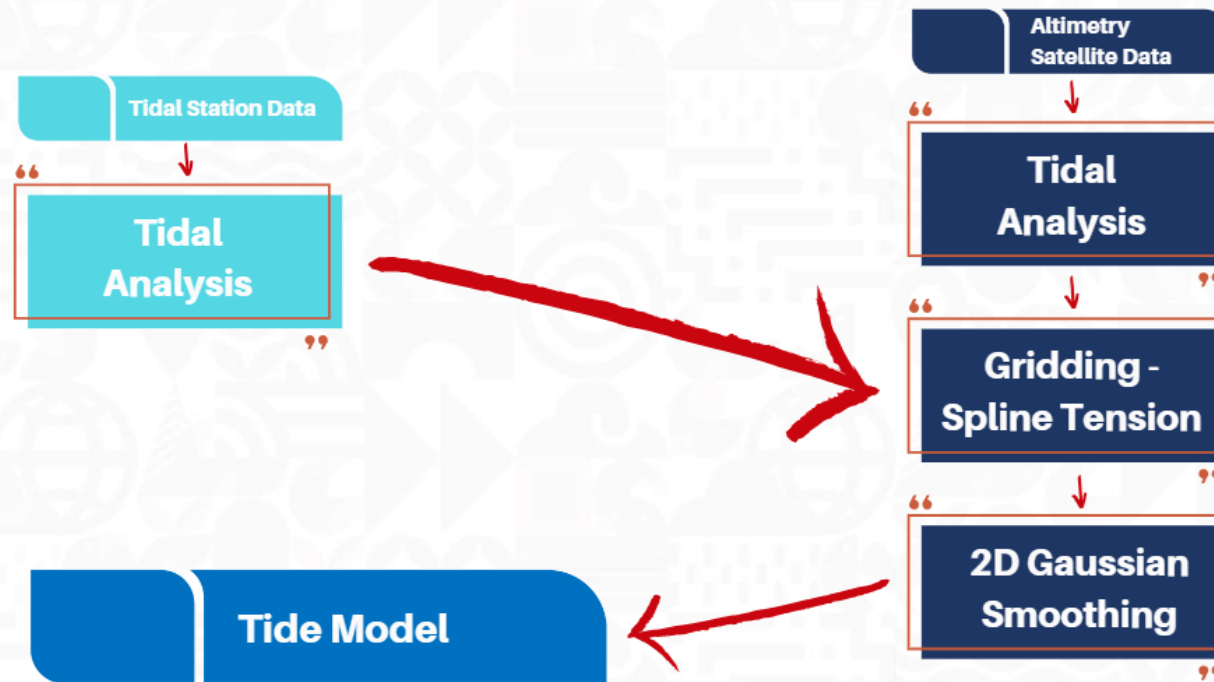 Tidal Station Data
Tidal
Analysis
Altimetry
Satellite Data
Tidal
Analysis
Gridding -
Spline Tension
2D Gaussian
Smoothing
Tide Model